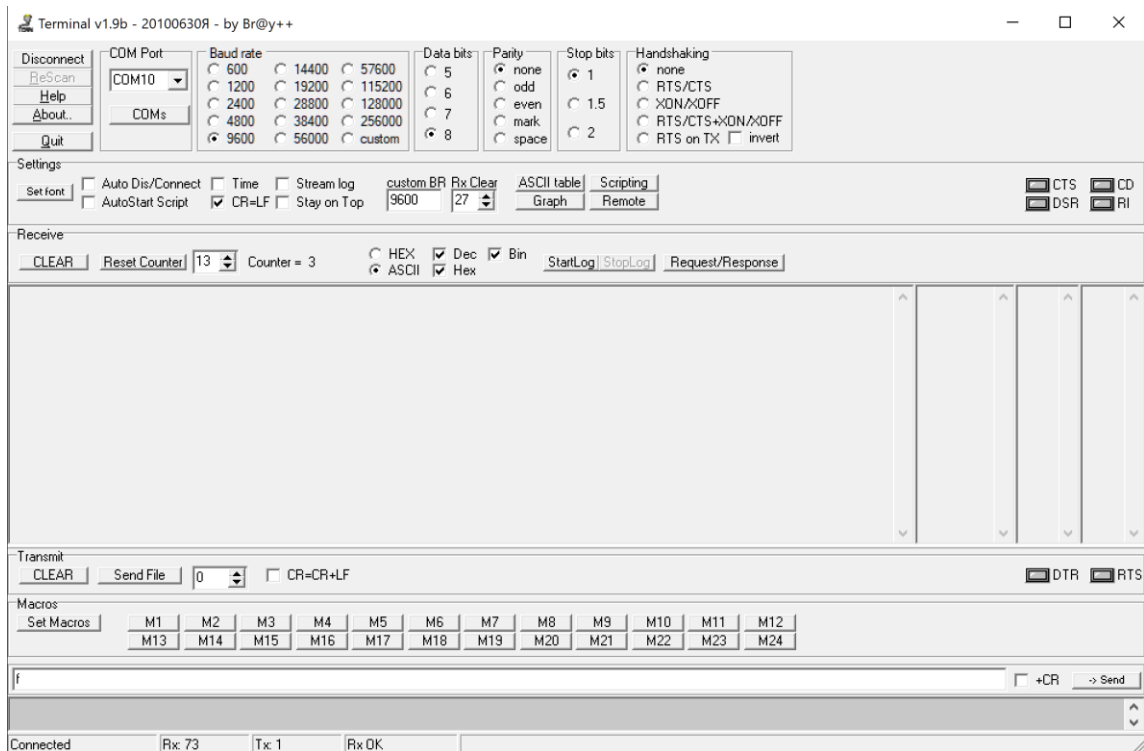 Terminal v1.9b - 20100630Я - by Br@y++
Disconnect
ReScan
Help
About..
Quit
COM Port
COM10
COMs
Baud rate
600 14400 57600
1200 19200 115200
2400 28800 128000
4800 38400 256000
9600 56000 custom
Data bits
5
6
7
8
Parity
none
odd
even
mark
space
Stop bits
1
1.5
2
Handshaking
none
RTS/CTS
XON/XOFF
RTS/CTS+XON/XOFF
RTS on TX invert
Settings
Set font
Auto Dis/Connect Time Stream log
AutoStart Script CR=LF Stay on Top
custom BR Rx Clear
9600 27
ASCII table Scripting
Graph Remote
CTS CD
DSR RI
Receive
CLEAR Reset Counter 13 Counter = 3
HEX Dec Bin
ASCII Hex
StartLog StopLog Request/Response
Transmit
CLEAR Send File 0 CR=CR+LF
DTR RTS
Macros
Set Macros M1 M2 M3 M4 M5 M6 M7 M8 M9 M10 M11 M12
M13 M14 M15 M16 M17 M18 M19 M20 M21 M22 M23 M24
f +CR -> Send
Connected Rx: 73 Tx: 1 Rx OK